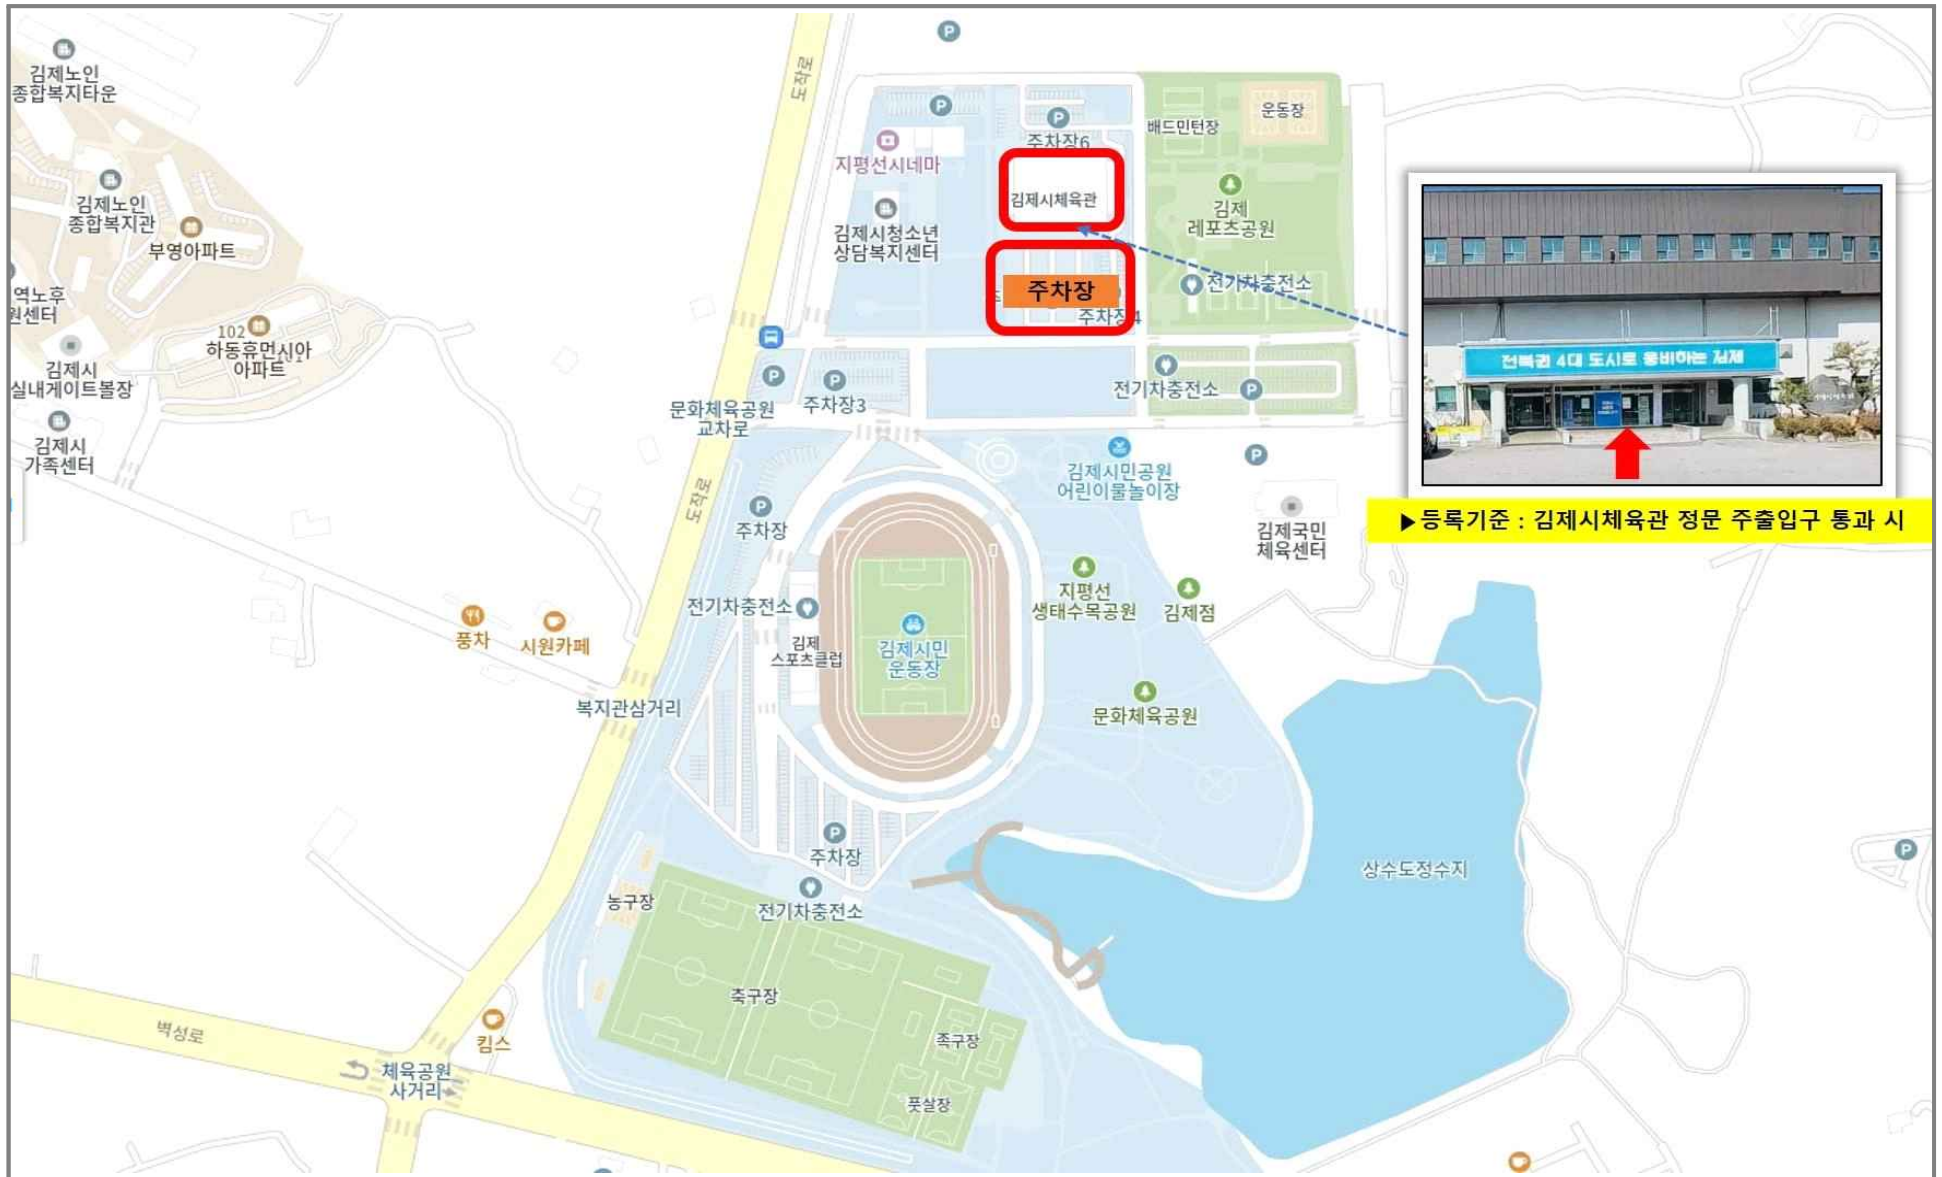 김제노인
종합복지타운
김제노인
종합복지관
부영아파트
역노후
원센터
102
하동휴먼시아
아파트
김제시
실내게이트볼장
김제시
가족센터
도작로
P
P
P
주차장6
지평선시네마
김제시체육관
김제시청소년
상담복지센터
주차장
주차장4
배드민턴장
운동장
김제
레포츠공원
전기차충전소
전북권 4대 도시로 웅비하는 김제
▶등록기준 : 김제시체육관 정문 주출입구 통과 시
P
P
주차장3
문화체육공원
교차로
전기차충전소
P
김제시민공원
어린이물놀이장
P
김제국민
체육센터
도작로
P
주차장
지평선
생태수목공원
김제점
전기차충전소
김제
스포츠클럽
김제시민
운동장
풍차
시원카페
복지관삼거리
문화체육공원
P
주차장
전기차충전소
농구장
상수도정수지
P
축구장
족구장
풋살장
벽성로
킴스
체육공원
사거리